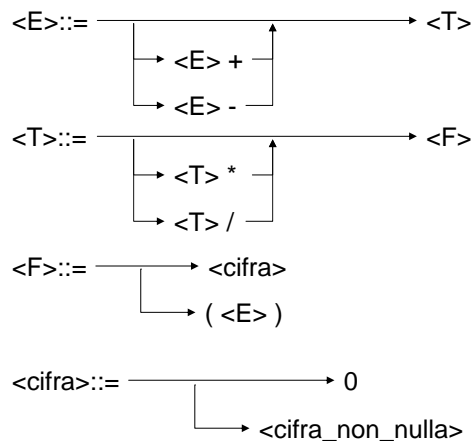 <E>::= <T>
<E> +
<E> -
<T>::= <F>
<T> *
<T> /
<F>::= <cifra>
( <E> )
<cifra>::= 0
<cifra_non_nulla>